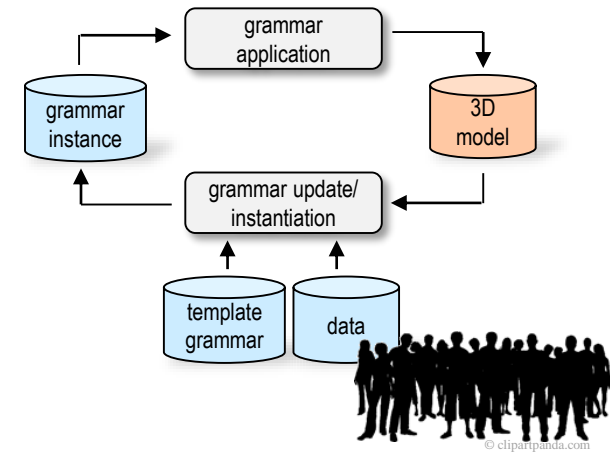 grammar
application
grammar
instance
3D
model
grammar update/
instantiation
template
grammar
data
© clipartpanda.com